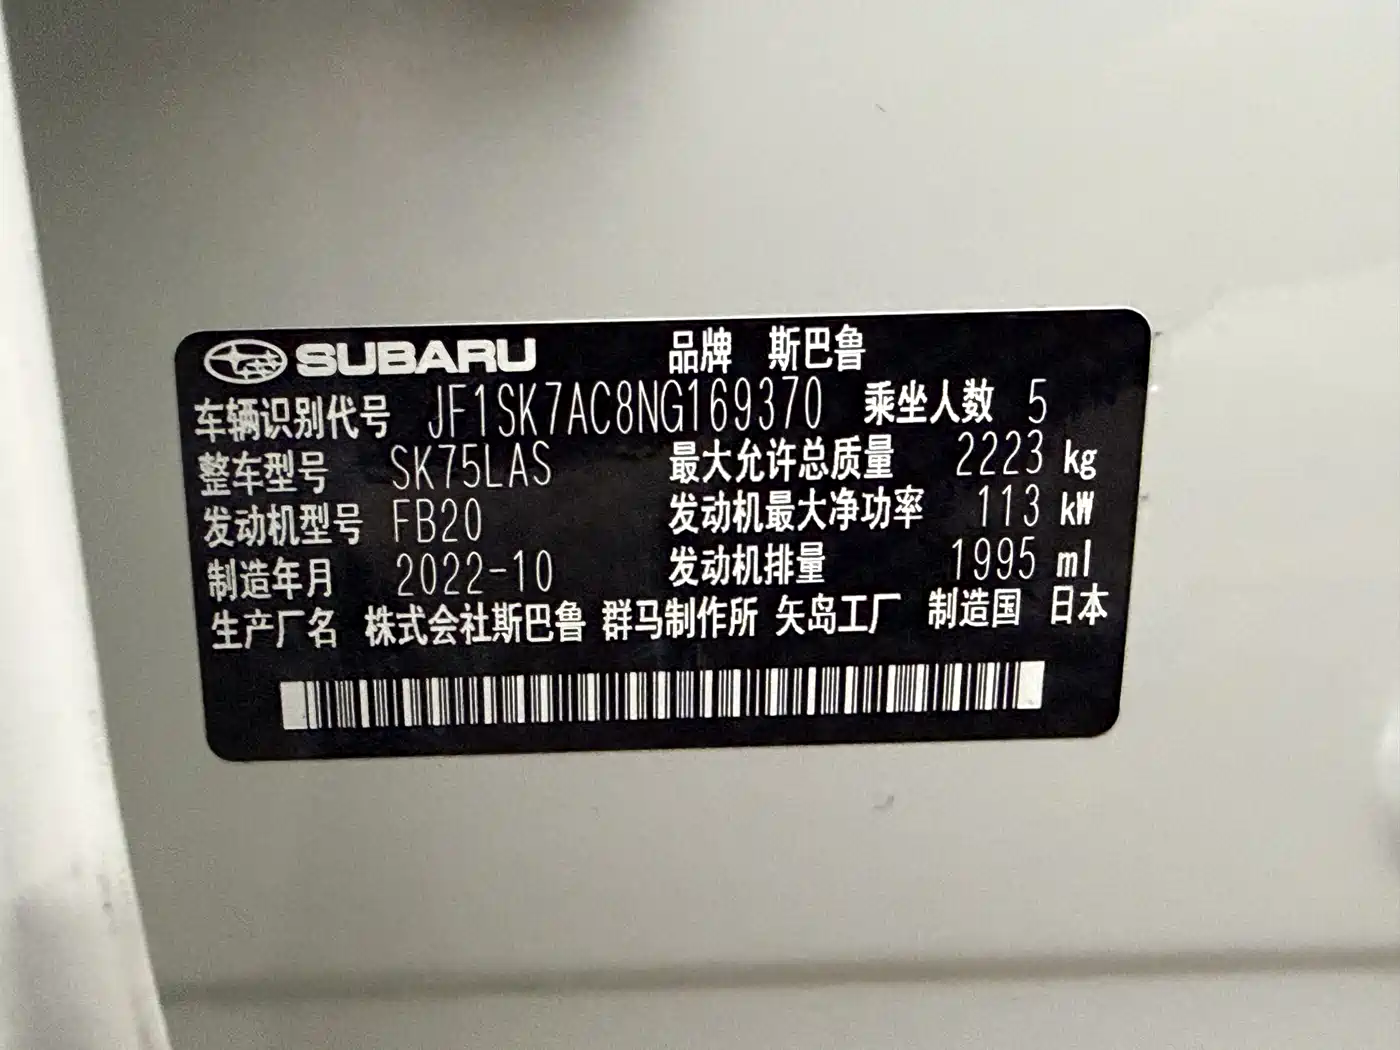 SUBARU 品牌 斯巴鲁
车辆识别代号 JF1SK7AC8NG169370 乘坐人数 5
整车型号 SK75LAS 最大允许总质量 2223 kg
发动机型号 FB20 发动机最大净功率 113 kW
制造年月 2022-10 发动机排量 1995 ml
生产厂名 株式会社斯巴鲁 群马制作所 矢岛工厂 制造国 日本